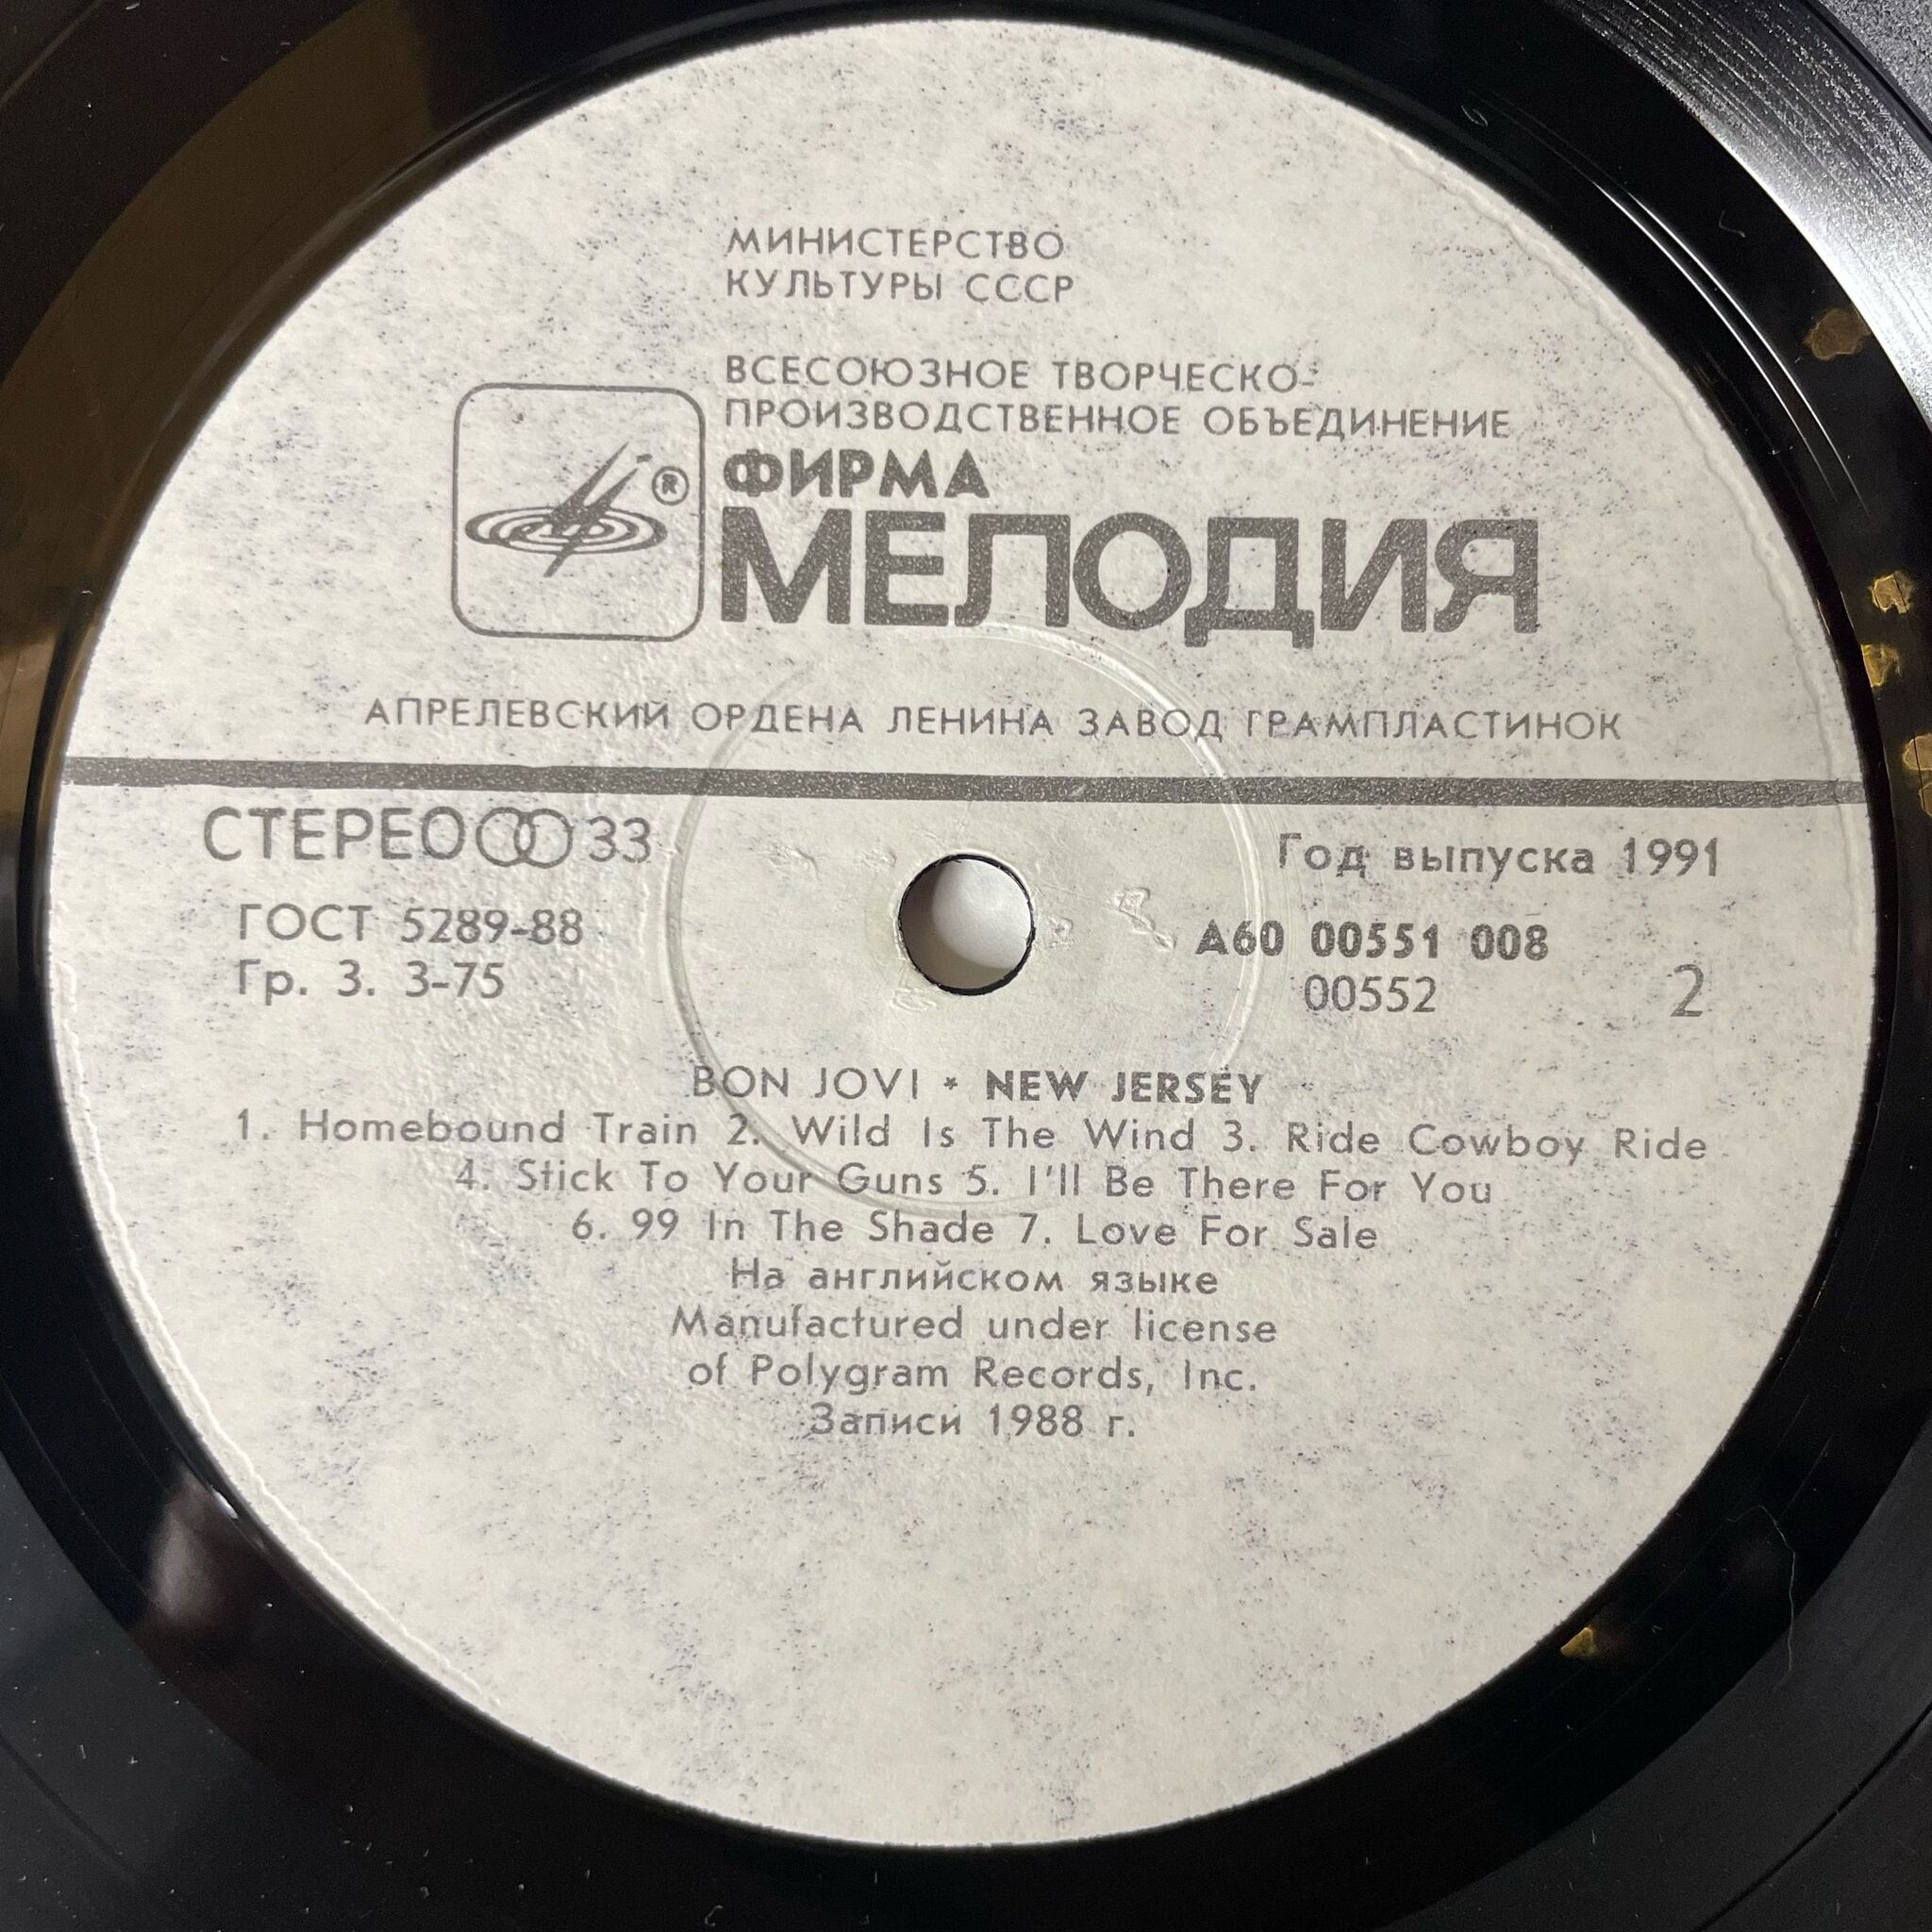 МИНИСТЕРСТВО
КУЛЬТУРЫ СССР
ВСЕСОЮЗНОЕ ТВОРЧЕСКО-
ПРОИЗВОДСТВЕННОЕ ОБЪЕДИНЕНИЕ
®
ФИРМА
МЕЛОДИЯ
АПРЕЛЕВСКИЙ ОРДЕНА ЛЕНИНА ЗАВОД ГРАМПЛАСТИНОК
СТЕРЕО 33
ГОСТ 5289-88
Гр. 3. 3-75
Год выпуска 1991
А60 00551 008
00552
2
BON JOVI * NEW JERSEY
1. Homebound Train 2. Wild Is The Wind 3. Ride Cowboy Ride
4. Stick To Your Guns 5. I'll Be There For You
6. 99 In The Shade 7. Love For Sale
На английском языке
Manufactured under license
of Polygram Records, Inc.
Записи 1988 г.